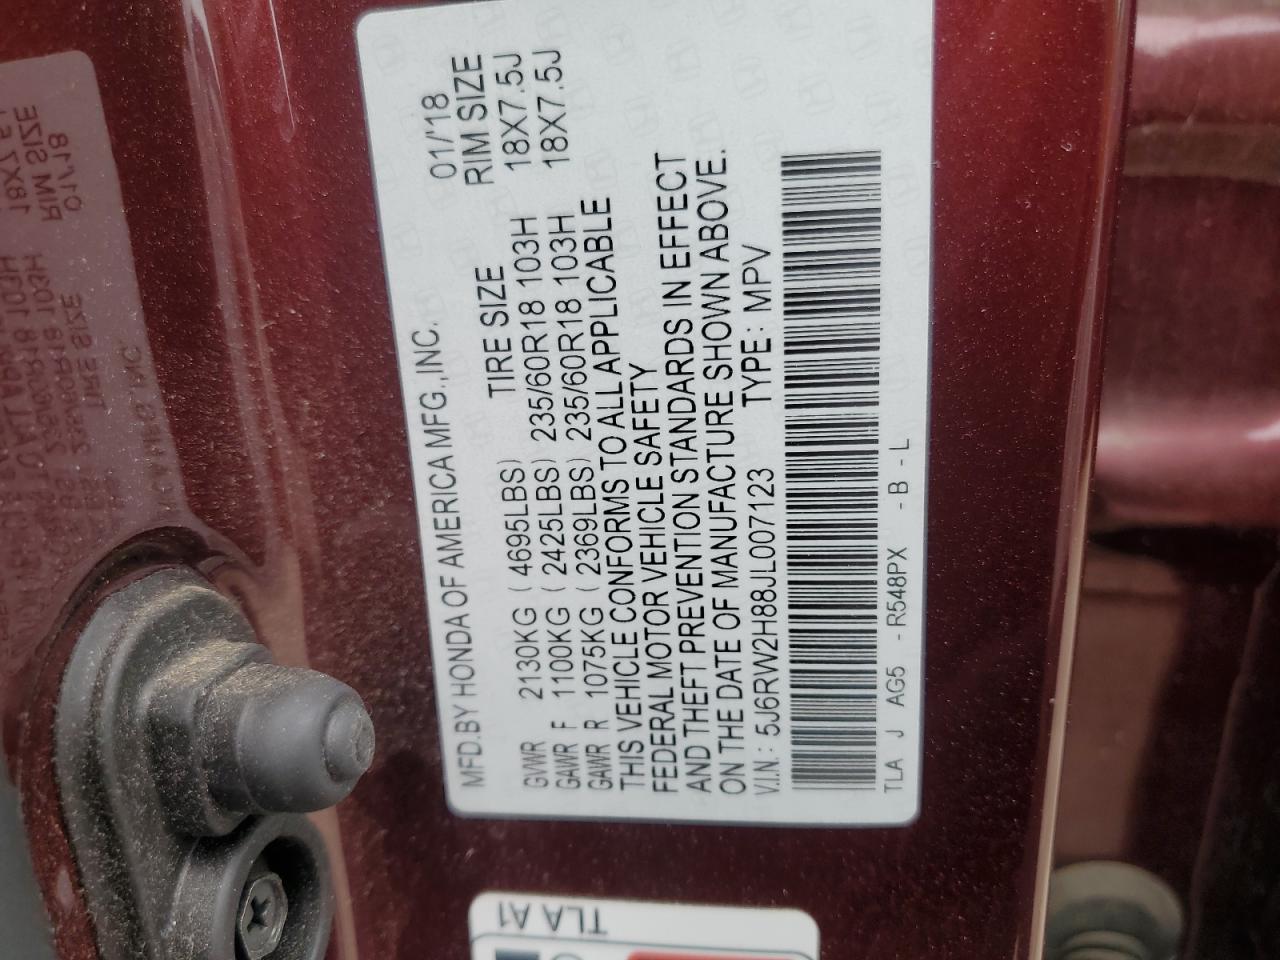 MFD.BY HONDA OF AMERICA MFG.,INC. 01/'18
TIRE SIZE RIM SIZE
GVWR 2130KG ( 4695LBS)
GAWR F 1100KG ( 2425LBS) 235/60R18 103H 18X7.5J
GAWR R 1075KG ( 2369LBS) 235/60R18 103H 18X7.5J
THIS VEHICLE CONFORMS TO ALL APPLICABLE
FEDERAL MOTOR VEHICLE SAFETY
AND THEFT PREVENTION STANDARDS IN EFFECT
ON THE DATE OF MANUFACTURE SHOWN ABOVE.
V.I.N.: 5J6RW2H88JL007123 TYPE: MPV
TLA J AG5 - R548PX - B - L
TLA A1